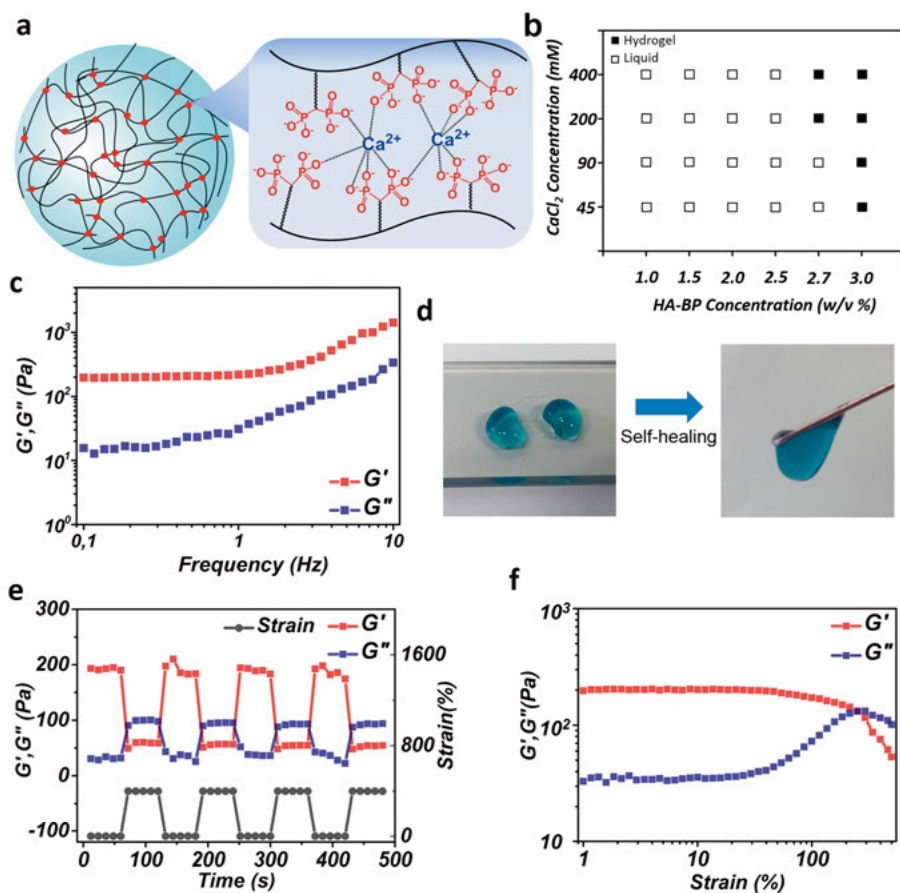 a
O
P
O⁻
Ca²⁺
Ca²⁺
b
■ Hydrogel
□ Liquid
CaCl₂ Concentration (mM)
400
200
90
45
1.0 1.5 2.0 2.5 2.7 3.0
HA-BP Concentration (w/v %)
c
G',G'' (Pa)
10³
10²
10¹
10⁰
0,1 1 10
Frequency (Hz)
G'
G''
d
Self-healing
e
G',G'' (Pa)
300
200
100
0
-100
Strain
G'
G''
1600
800
0
Strain(%)
0 100 200 300 400 500
Time (s)
f
G',G''(Pa)
10³
10²
10
1 10 100
Strain (%)
G'
G''